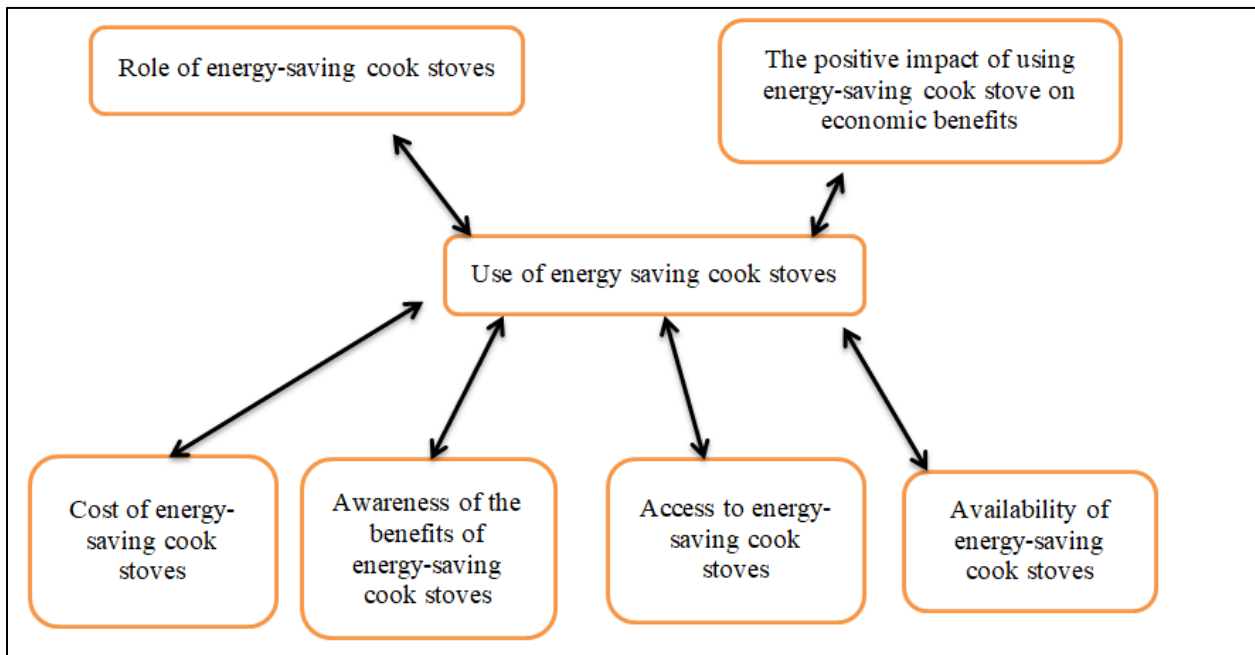 Role of energy-saving cook stoves
The positive impact of using
energy-saving cook stove on
economic benefits
Use of energy saving cook stoves
Cost of energy-
saving cook
stoves
Awareness of the
benefits of
energy-saving
cook stoves
Access to energy-
saving cook
stoves
Availability of
energy-saving
cook stoves